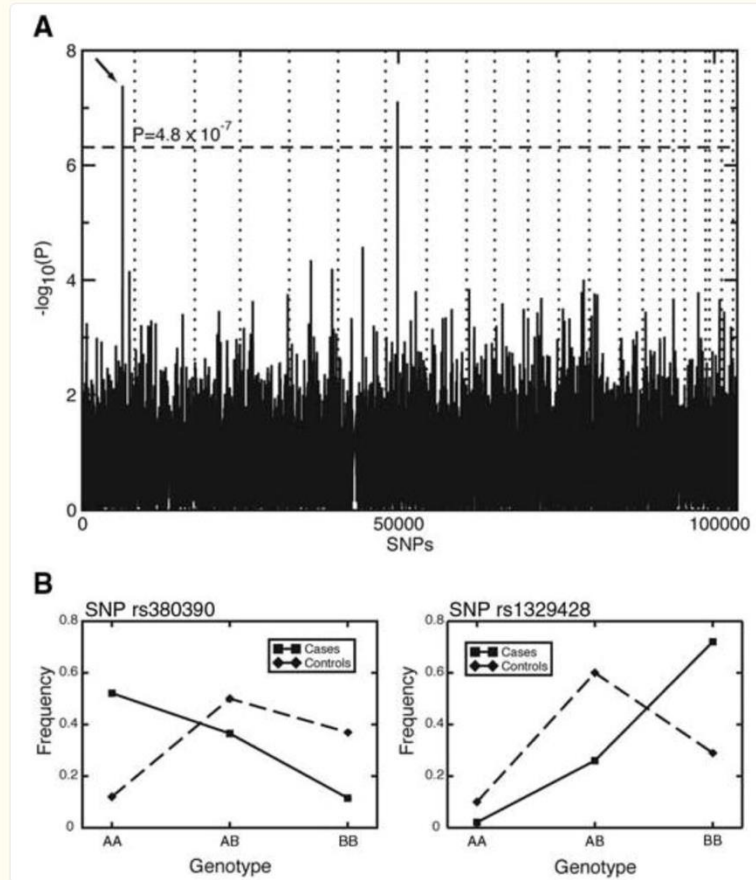 A
8
P=4.8 x 10-7
6
-log10(P)
4
2
0
0 50000 100000
SNPs
B
SNP rs380390
0.8
Cases
Controls
0.6
Frequency
0.4
0.2
0
AA AB BB
Genotype
SNP rs1329428
0.8
Cases
Controls
0.6
Frequency
0.4
0.2
0
AA AB BB
Genotype